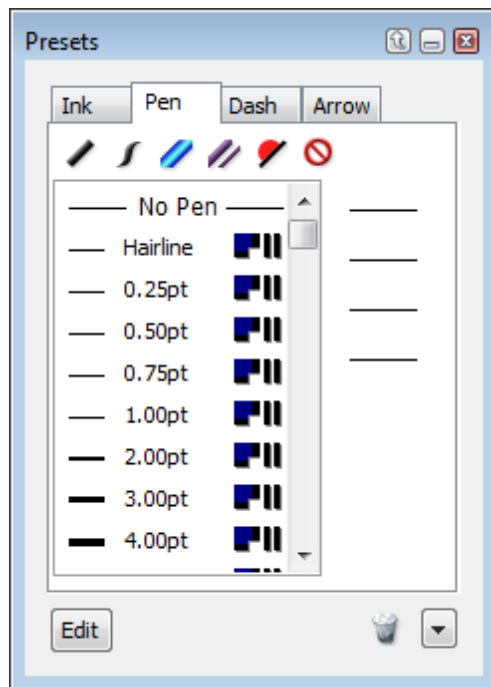 Presets
Ink Pen Dash Arrow
No Pen
Hairline
0.25pt
0.50pt
0.75pt
1.00pt
2.00pt
3.00pt
4.00pt
Edit